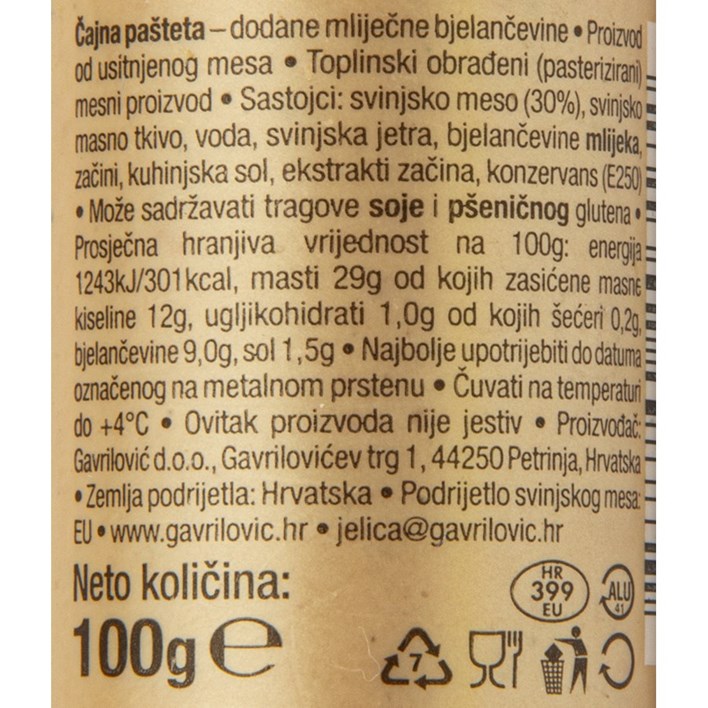 Čajna pašteta – dodane mliječne bjelančevine • Proizvod
od usitnjenog mesa • Toplinski obrađeni (pasterizirani)
mesni proizvod • Sastojci: svinjsko meso (30%), svinjsko
masno tkivo, voda, svinjska jetra, bjelančevine mlijeka,
začini, kuhinjska sol, ekstrakti začina, konzervans (E250)
• Može sadržavati tragove soje i pšeničnog glutena •
Prosječna hranjiva vrijednost na 100g: energija
1243kJ/301kcal, masti 29g od kojih zasićene masne
kiseline 12g, ugljikohidrati 1,0g od kojih šećeri 0,2g,
bjelančevine 9,0g, sol 1,5g • Najbolje upotrijebiti do datuma
označenog na metalnom prstenu • Čuvati na temperaturi
do +4°C • Ovitak proizvoda nije jestiv • Proizvođač:
Gavrilović d.o.o., Gavrilovićev trg 1, 44250 Petrinja, Hrvatska
• Zemlja podrijetla: Hrvatska • Podrijetlo svinjskog mesa:
EU • www.gavrilovic.hr • jelica@gavrilovic.hr
Neto količina:
100g e
HR
399
EU
ALU
41
7